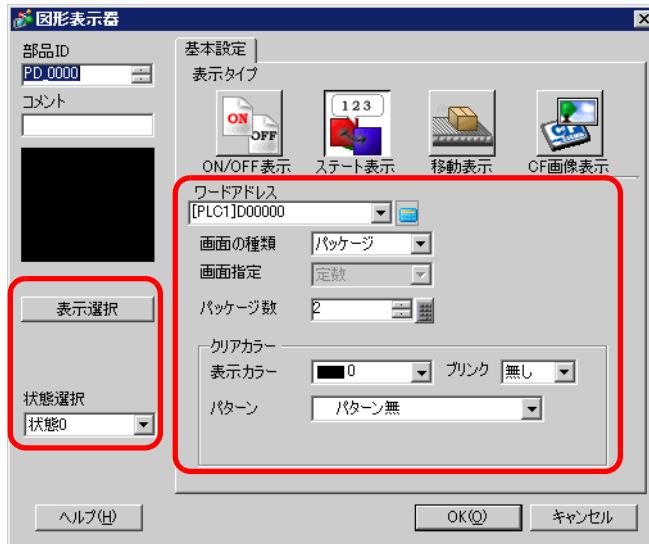 図形表示器
部品ID
PD_0000
コメント
表示選択
状態選択
状態0
基本設定
表示タイプ
ON
OFF
123
CF
ON/OFF表示
ステート表示
移動表示
CF画像表示
ワードアドレス
[PLC1]D00000
画面の種類
パッケージ
画面指定
定数
パッケージ数
2
クリアカラー
表示カラー
0
ブリンク
無し
パターン
パターン無
ヘルプ(H)
OK(O)
キャンセル